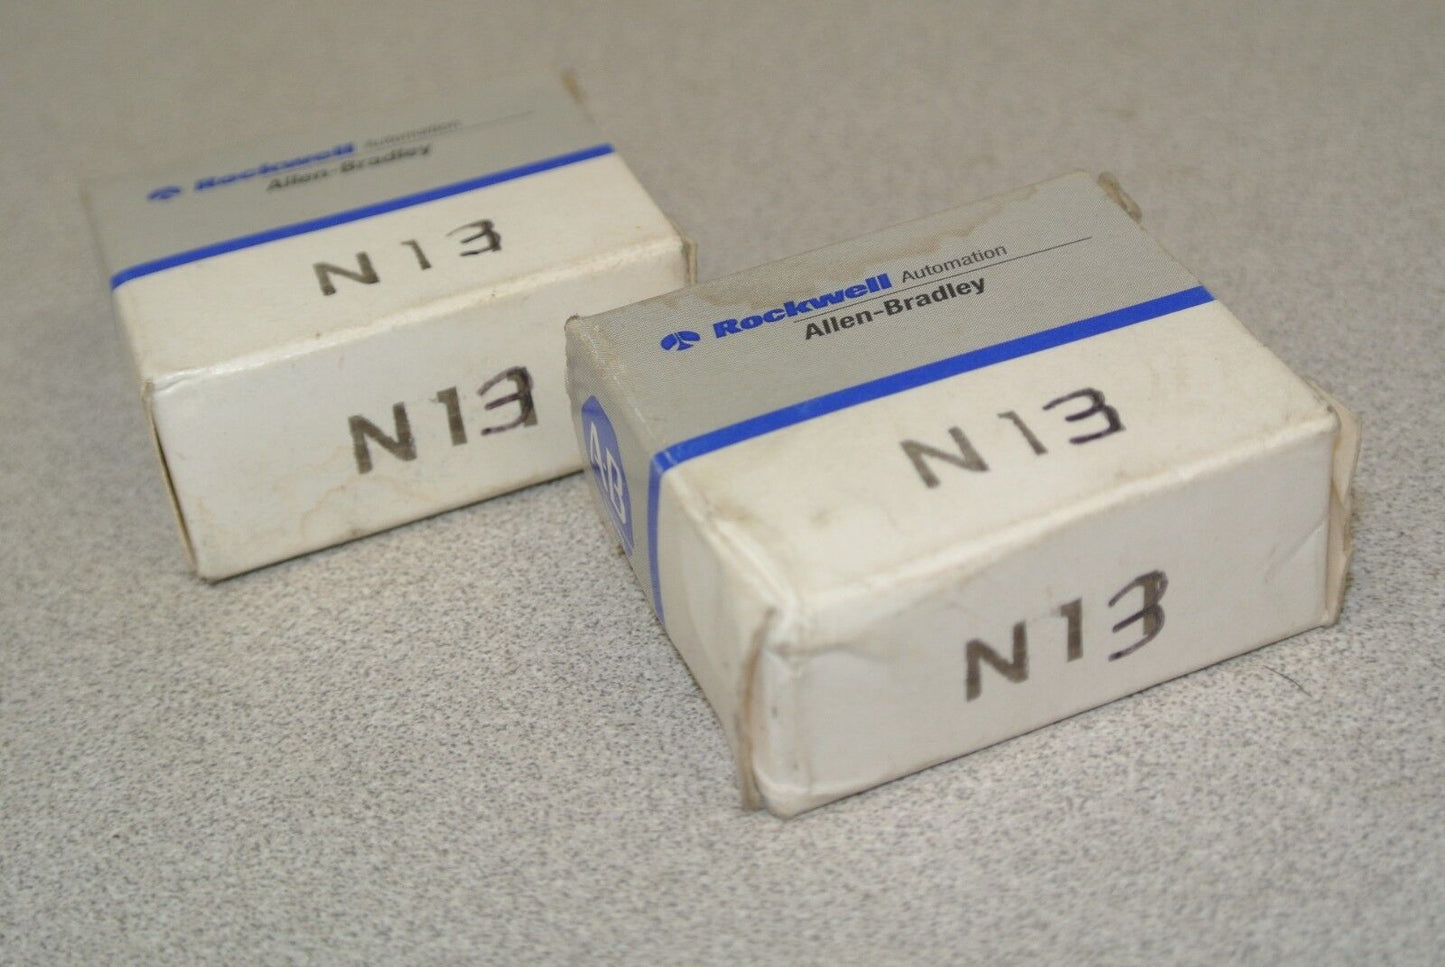 Rockwell Automation
Allen-Bradley
N13
N13
Rockwell Automation
Allen-Bradley
A-B
N13
N13